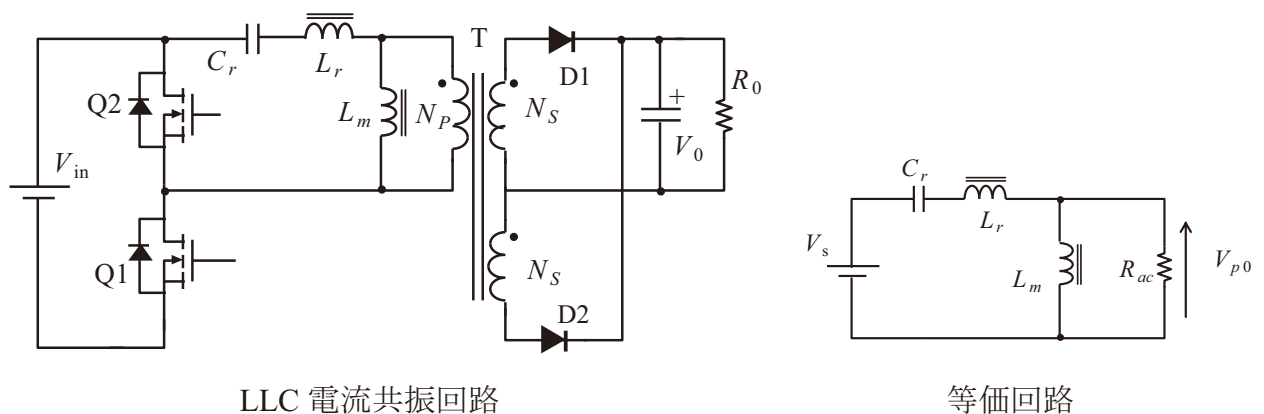 T
C_r
L_r
D1
R_0
Q2
L_m
N_P
N_S
+
V_0
V_in
C_r
L_r
Q1
N_S
V_s
L_m
R_ac
V_p0
D2
LLC 電流共振回路
等価回路